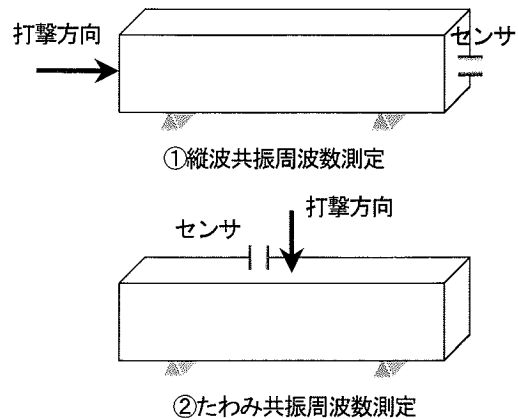 打撃方向
センサ
①縦波共振周波数測定
打撃方向
センサ
②たわみ共振周波数測定